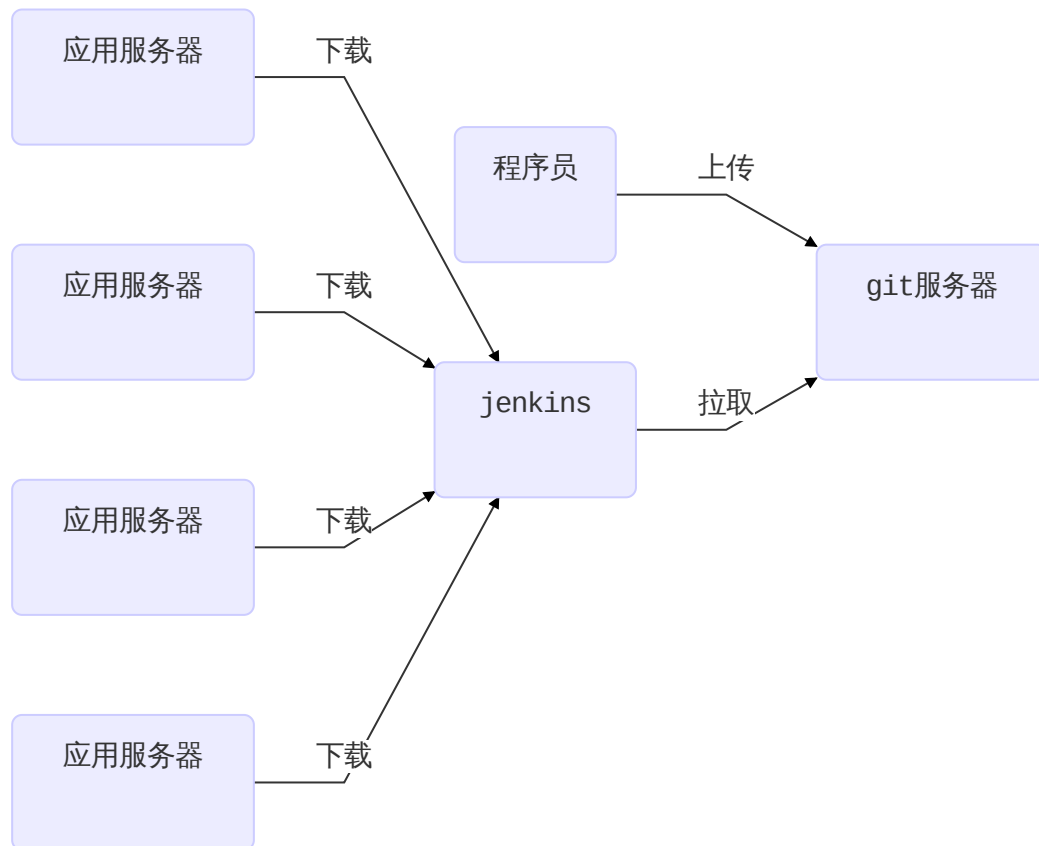 应用服务器
下载
程序员
上传
应用服务器
下载
git服务器
jenkins
拉取
应用服务器
下载
应用服务器
下载